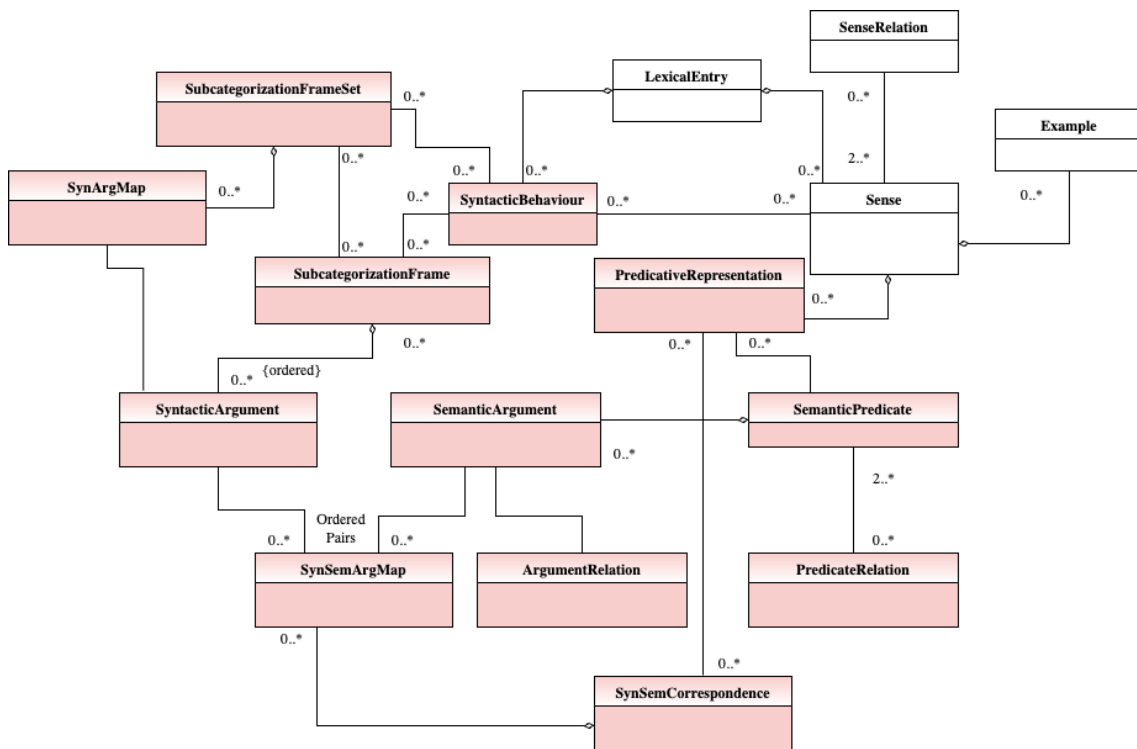 SenseRelation
LexicalEntry
SubcategorizationFrameSet
0..*
0..*
Example
0..*
0..*
2..*
0..*
0..*
0..*
SynArgMap
0..*
0..*
SyntacticBehaviour
0..*
0..*
Sense
0..*
0..*
0..*
SubcategorizationFrame
PredicativeRepresentation
0..*
0..*
0..*
0..*
{ordered}
0..*
SyntacticArgument
SemanticArgument
SemanticPredicate
0..*
2..*
Ordered
Pairs
0..*
0..*
0..*
SynSemArgMap
ArgumentRelation
PredicateRelation
0..*
0..*
SynSemCorrespondence